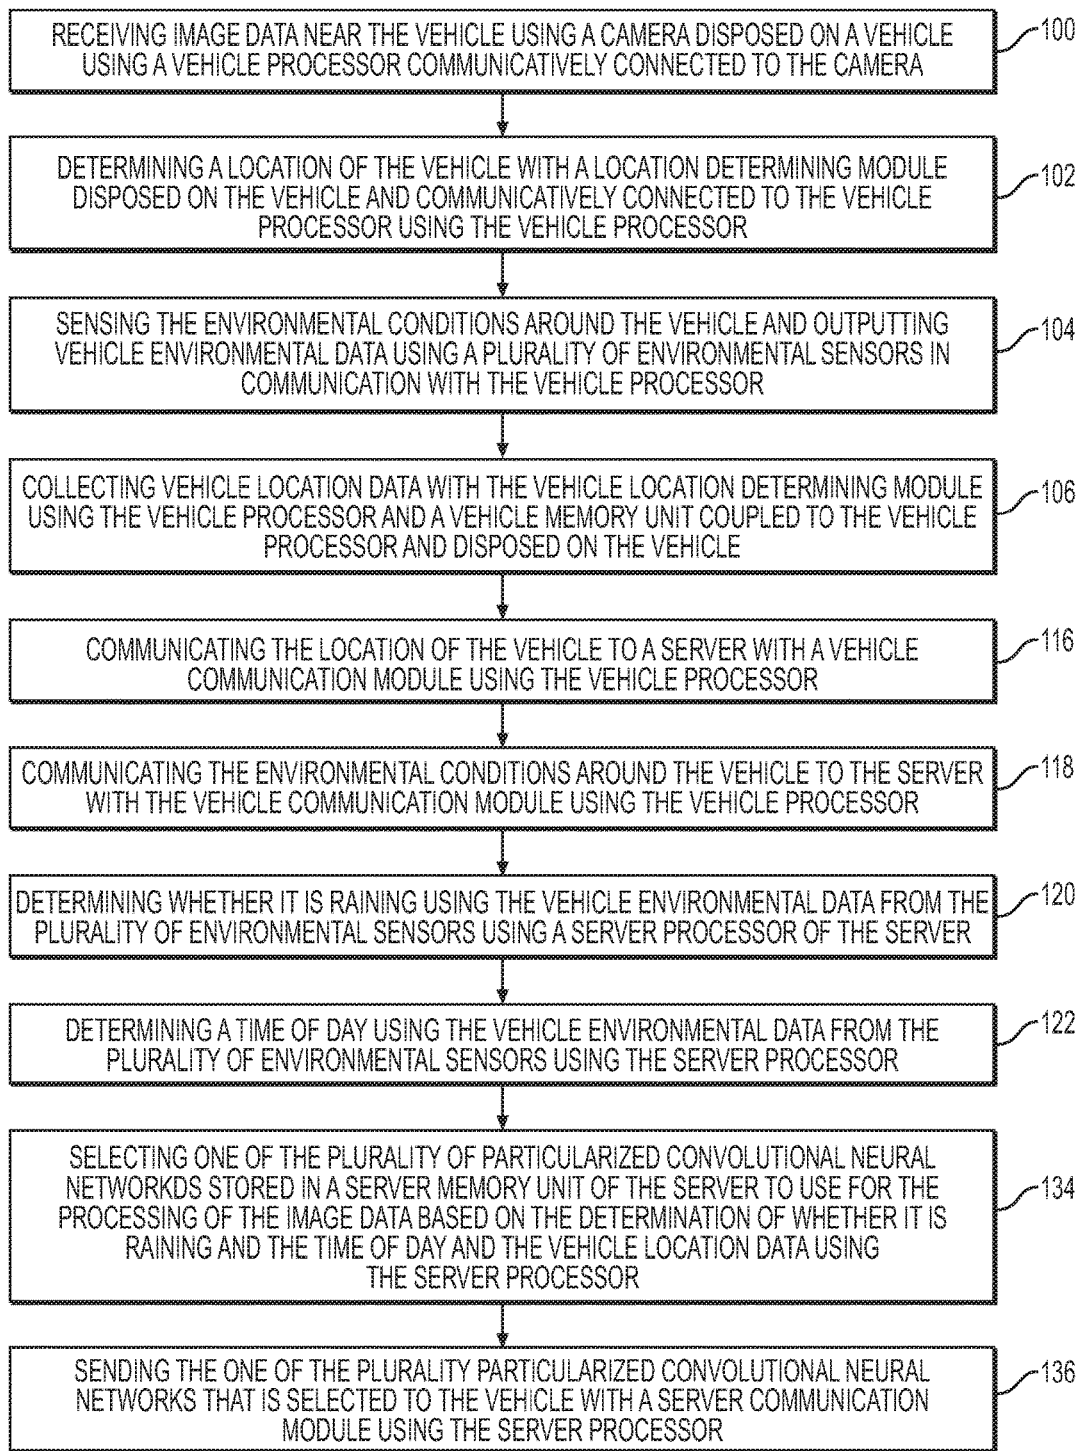 RECEIVING IMAGE DATA NEAR THE VEHICLE USING A CAMERA DISPOSED ON A VEHICLE
USING A VEHICLE PROCESSOR COMMUNICATIVELY CONNECTED TO THE CAMERA
100
DETERMINING A LOCATION OF THE VEHICLE WITH A LOCATION DETERMINING MODULE
DISPOSED ON THE VEHICLE AND COMMUNICATIVELY CONNECTED TO THE VEHICLE
PROCESSOR USING THE VEHICLE PROCESSOR
102
SENSING THE ENVIRONMENTAL CONDITIONS AROUND THE VEHICLE AND OUTPUTTING
VEHICLE ENVIRONMENTAL DATA USING A PLURALITY OF ENVIRONMENTAL SENSORS IN
COMMUNICATION WITH THE VEHICLE PROCESSOR
104
COLLECTING VEHICLE LOCATION DATA WITH THE VEHICLE LOCATION DETERMINING MODULE
USING THE VEHICLE PROCESSOR AND A VEHICLE MEMORY UNIT COUPLED TO THE VEHICLE
PROCESSOR AND DISPOSED ON THE VEHICLE
106
COMMUNICATING THE LOCATION OF THE VEHICLE TO A SERVER WITH A VEHICLE
COMMUNICATION MODULE USING THE VEHICLE PROCESSOR
116
COMMUNICATING THE ENVIRONMENTAL CONDITIONS AROUND THE VEHICLE TO THE SERVER
WITH THE VEHICLE COMMUNICATION MODULE USING THE VEHICLE PROCESSOR
118
DETERMINING WHETHER IT IS RAINING USING THE VEHICLE ENVIRONMENTAL DATA FROM THE
PLURALITY OF ENVIRONMENTAL SENSORS USING A SERVER PROCESSOR OF THE SERVER
120
DETERMINING A TIME OF DAY USING THE VEHICLE ENVIRONMENTAL DATA FROM THE
PLURALITY OF ENVIRONMENTAL SENSORS USING THE SERVER PROCESSOR
122
SELECTING ONE OF THE PLURALITY OF PARTICULARIZED CONVOLUTIONAL NEURAL
NETWORKDS STORED IN A SERVER MEMORY UNIT OF THE SERVER TO USE FOR THE
PROCESSING OF THE IMAGE DATA BASED ON THE DETERMINATION OF WHETHER IT IS
RAINING AND THE TIME OF DAY AND THE VEHICLE LOCATION DATA USING
THE SERVER PROCESSOR
134
SENDING THE ONE OF THE PLURALITY PARTICULARIZED CONVOLUTIONAL NEURAL
NETWORKS THAT IS SELECTED TO THE VEHICLE WITH A SERVER COMMUNICATION
MODULE USING THE SERVER PROCESSOR
136